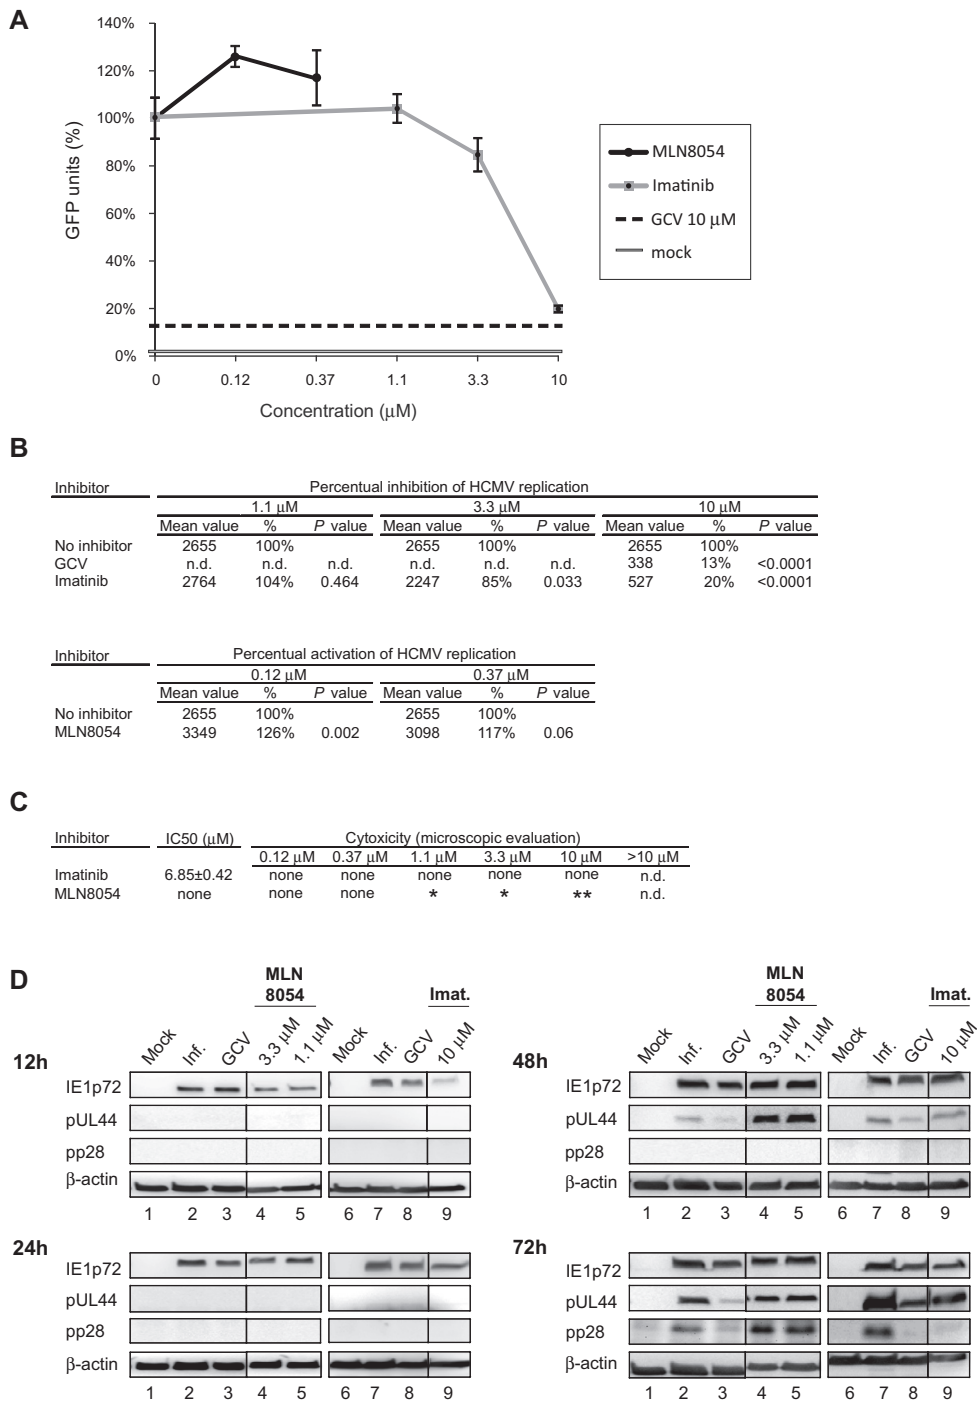 A
140%
120%
100%
80%
60%
40%
20%
0%
GFP units (%)
0 0.12 0.37 1.1 3.3 10
Concentration (μM)
MLN8054
Imatinib
GCV 10 μM
mock
B
Inhibitor Percentual inhibition of HCMV replication
1.1 μM 3.3 μM 10 μM
Mean value % P value Mean value % P value Mean value % P value
No inhibitor 2655 100% 2655 100% 2655 100%
GCV n.d. n.d. n.d. n.d. n.d. n.d. 338 13% <0.0001
Imatinib 2764 104% 0.464 2247 85% 0.033 527 20% <0.0001
Inhibitor Percentual activation of HCMV replication
0.12 μM 0.37 μM
Mean value % P value Mean value % P value
No inhibitor 2655 100% 2655 100%
MLN8054 3349 126% 0.002 3098 117% 0.06
C
Inhibitor IC50 (μM) Cytoxicity (microscopic evaluation)
0.12 μM 0.37 μM 1.1 μM 3.3 μM 10 μM >10 μM
Imatinib 6.85±0.42 none none none none none n.d.
MLN8054 none none none * * ** n.d.
D
12h
MLN
8054
Imat.
Mock Inf. GCV 3.3 μM 1.1 μM Mock Inf. GCV 10 μM
IE1p72
pUL44
pp28
β-actin
1 2 3 4 5 6 7 8 9
48h
MLN
8054
Imat.
Mock Inf. GCV 3.3 μM 1.1 μM Mock Inf. GCV 10 μM
IE1p72
pUL44
pp28
β-actin
1 2 3 4 5 6 7 8 9
24h
IE1p72
pUL44
pp28
β-actin
1 2 3 4 5 6 7 8 9
72h
IE1p72
pUL44
pp28
β-actin
1 2 3 4 5 6 7 8 9